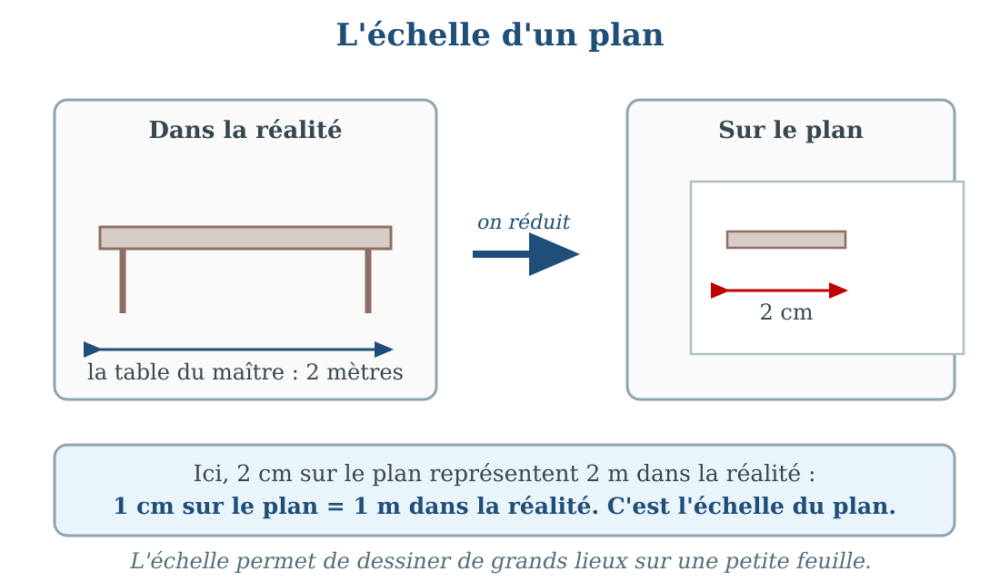 L'échelle d'un plan
Dans la réalité
Sur le plan
on réduit
2 cm
la table du maître : 2 mètres
Ici, 2 cm sur le plan représentent 2 m dans la réalité :
1 cm sur le plan = 1 m dans la réalité. C'est l'échelle du plan.
L'échelle permet de dessiner de grands lieux sur une petite feuille.